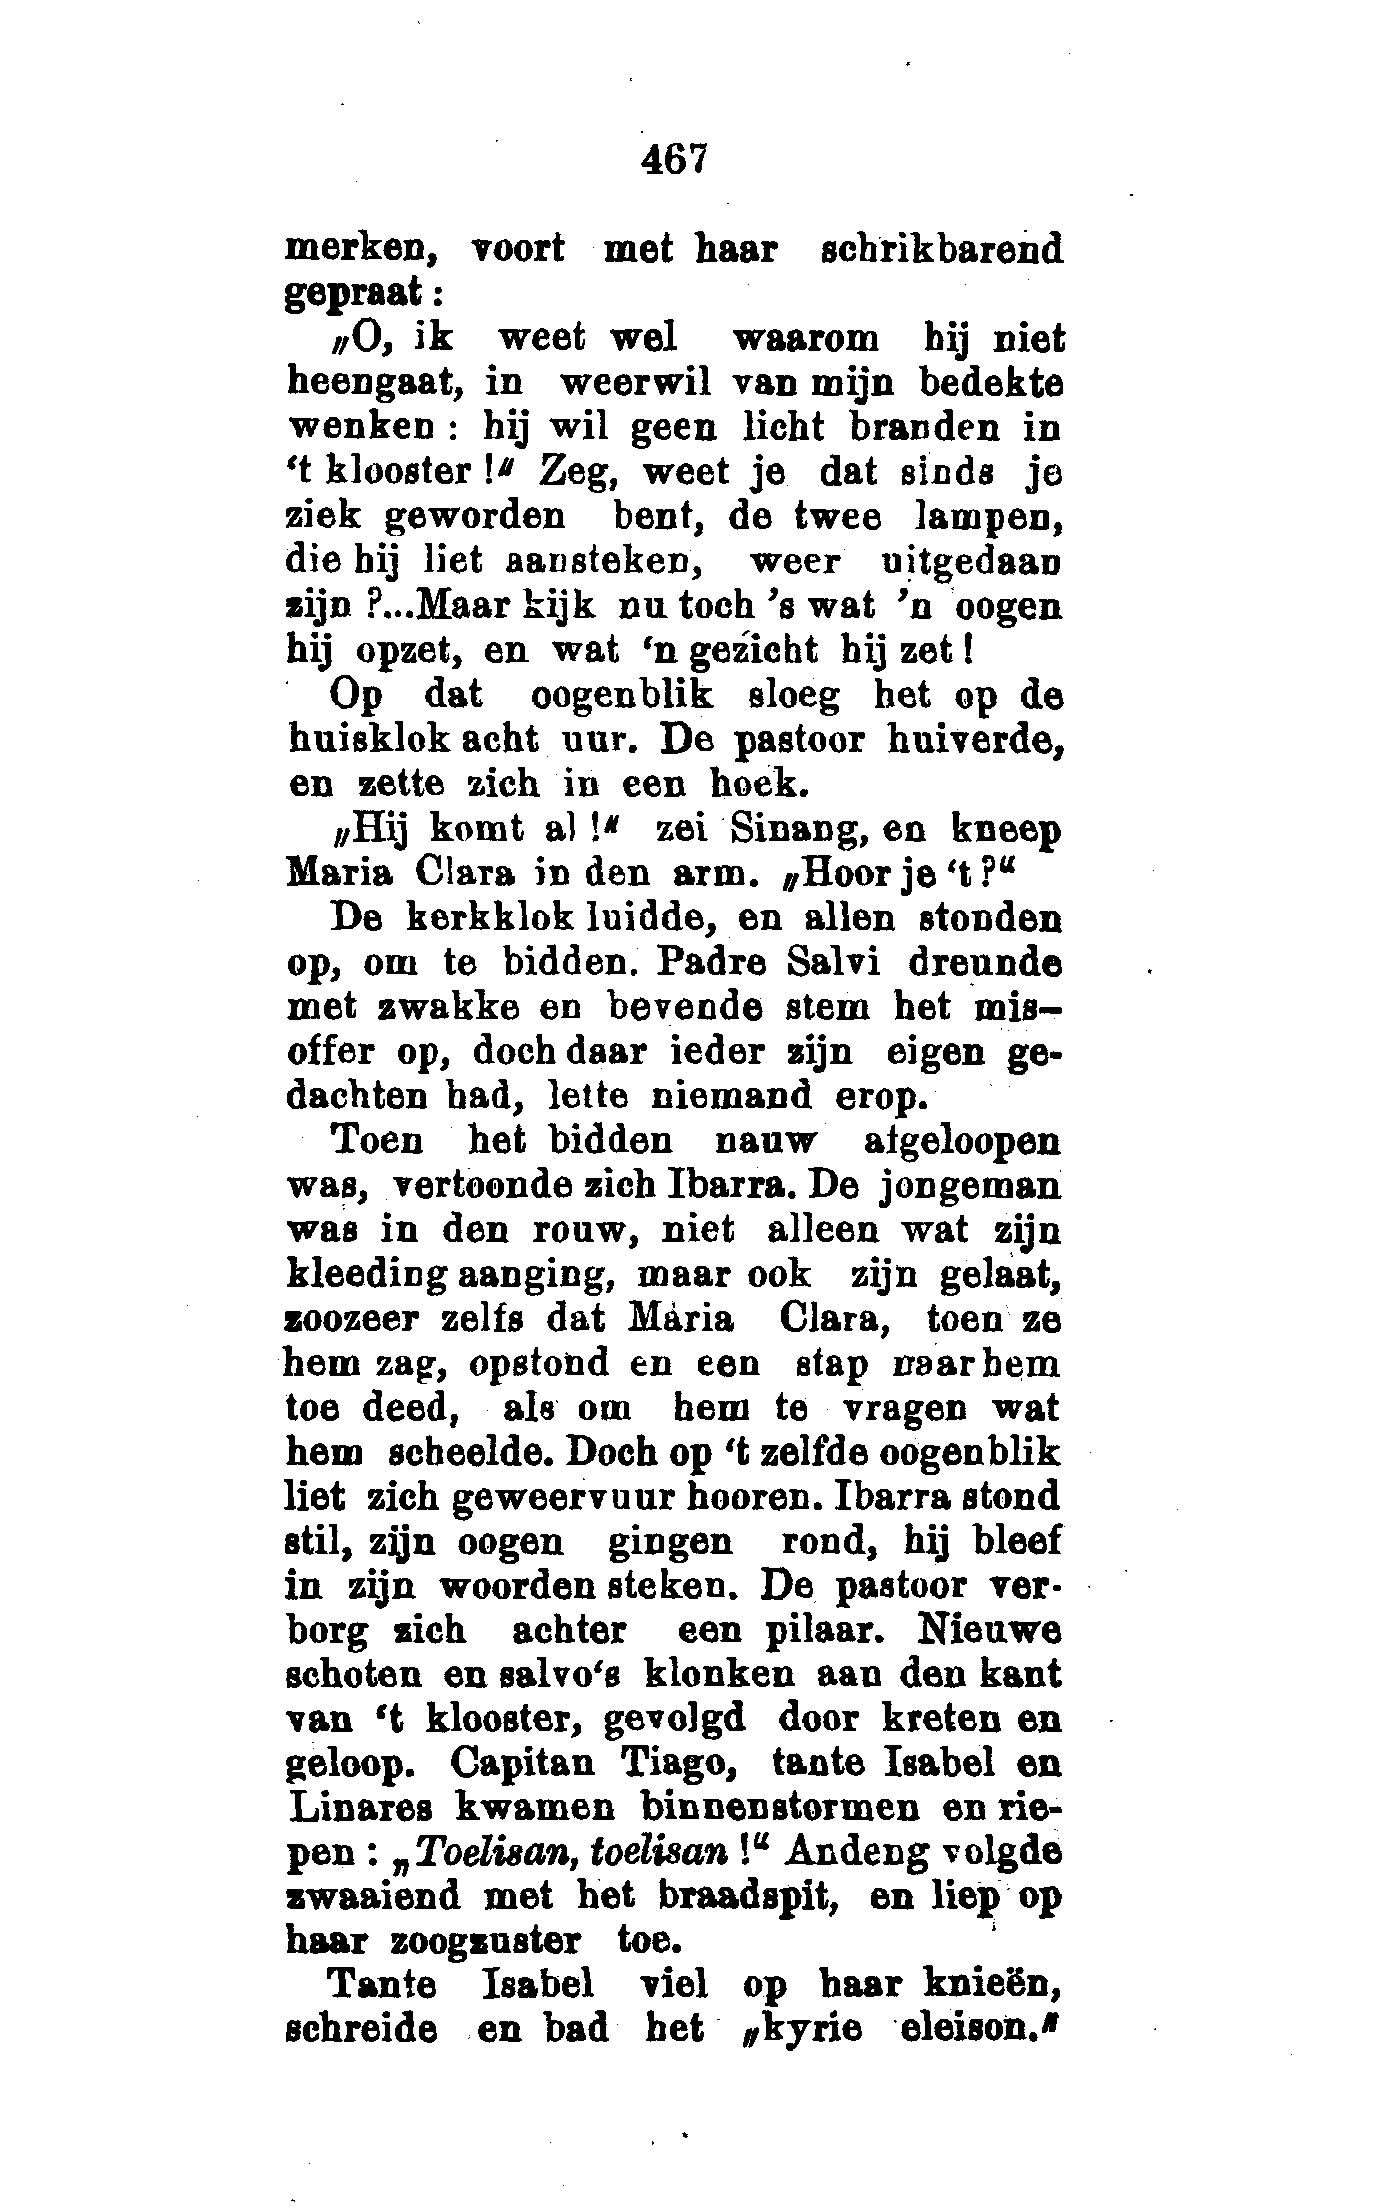 467
merken, voort met haar schrikbarend
gepraat :
„O, ik weet wel waarom hij niet
heengaat, in weerwil van mijn bedekte
wenken : hij wil geen licht branden in
‘t klooster !“ Zeg, weet je dat sinds je
ziek geworden bent, de twee lampen,
die hij liet aansteken, weer uitgedaan
zijn ?...Maar kijk nu toch ’s wat ’n oogen
hij opzet, en wat ‘n gezicht hij zet !
Op dat oogenblik sloeg het op de
huisklok acht uur. De pastoor huiverde,
en zette zich in een hoek.
„Hij komt al !“ zei Sinang, en kneep
Maria Clara in den arm. „Hoor je ‘t ?“
De kerkklok luidde, en allen stonden
op, om te bidden. Padre Salvi dreunde
met zwakke en bevende stem het mis-
offer op, doch daar ieder zijn eigen ge-
dachten had, lette niemand erop.
Toen het bidden nauw afgeloopen
was, vertoonde zich Ibarra. De jongeman
was in den rouw, niet alleen wat zijn
kleeding aanging, maar ook zijn gelaat,
zoozeer zelfs dat Maria Clara, toen ze
hem zag, opstond en een stap naar hem
toe deed, als om hem te vragen wat
hem scheelde. Doch op ‘t zelfde oogenblik
liet zich geweervuur hooren. Ibarra stond
stil, zijn oogen gingen rond, hij bleef
in zijn woorden steken. De pastoor ver-
borg zich achter een pilaar. Nieuwe
schoten en salvo‘s klonken aan den kant
van ‘t klooster, gevolgd door kreten en
geloop. Capitan Tiago, tante Isabel en
Linares kwamen binnenstormen en rie-
pen : „Toelisan, toelisan !“ Andeng volgde
zwaaiend met het braadspit, en liep op
haar zoogzuster toe.
Tante Isabel viel op haar knieën,
schreide en bad het „kyrie eleison.“